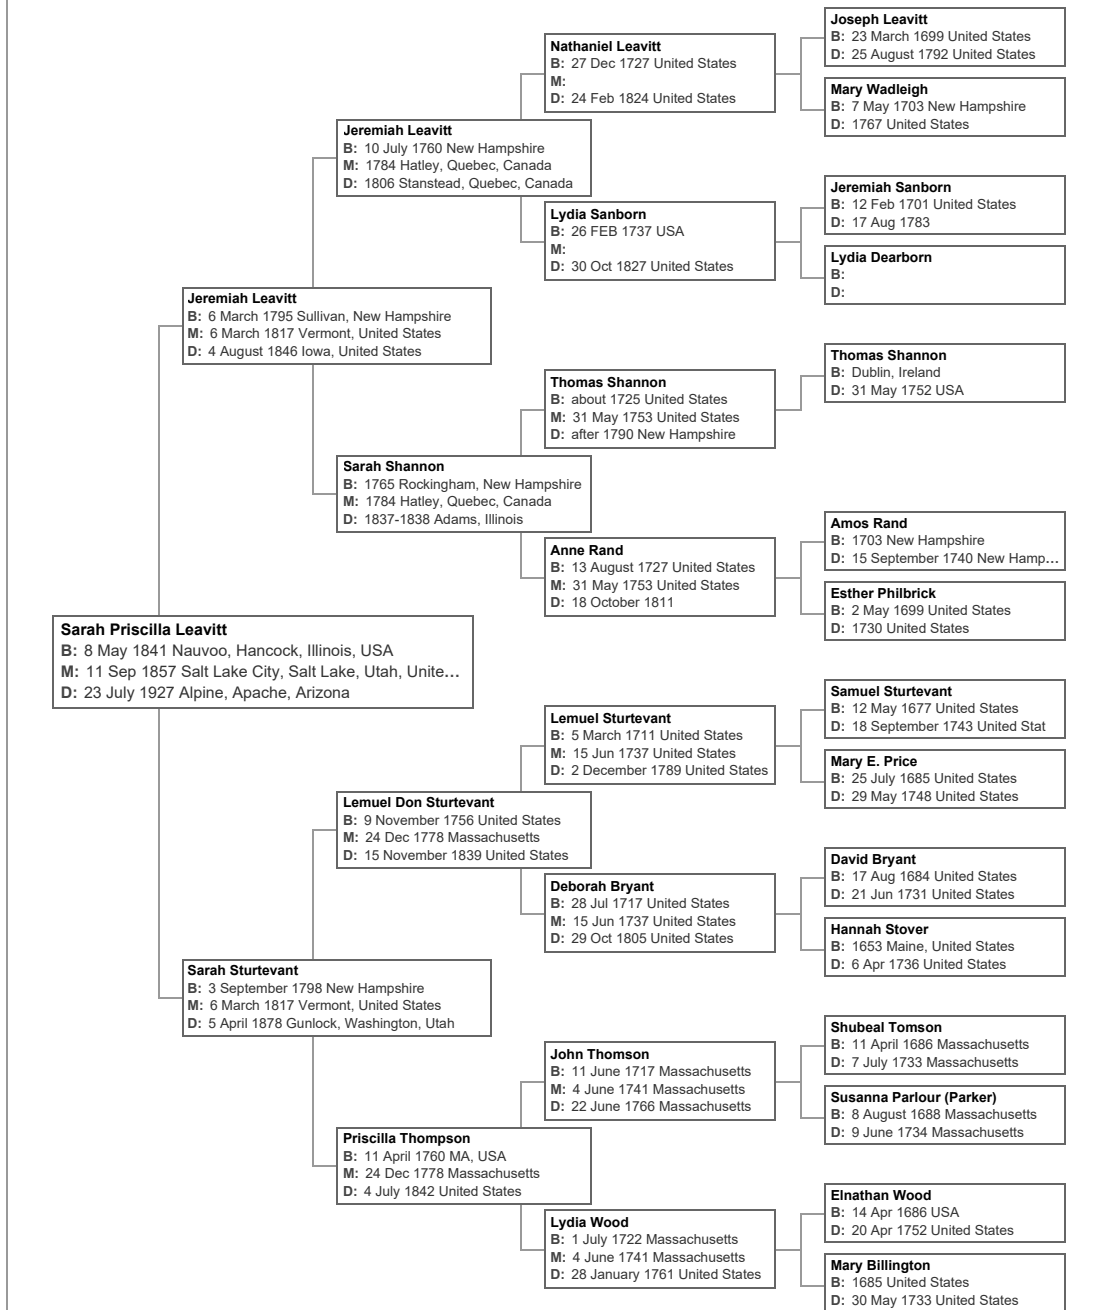 Joseph Leavitt
B: 23 March 1699 United States
D: 25 August 1792 United States
Nathaniel Leavitt
B: 27 Dec 1727 United States
M:
D: 24 Feb 1824 United States
Mary Wadleigh
B: 7 May 1703 New Hampshire
D: 1767 United States
Jeremiah Leavitt
B: 10 July 1760 New Hampshire
M: 1784 Hatley, Quebec, Canada
D: 1806 Stanstead, Quebec, Canada
Jeremiah Sanborn
B: 12 Feb 1701 United States
D: 17 Aug 1783
Lydia Sanborn
B: 26 FEB 1737 USA
M:
D: 30 Oct 1827 United States
Lydia Dearborn
B:
D:
Jeremiah Leavitt
B: 6 March 1795 Sullivan, New Hampshire
M: 6 March 1817 Vermont, United States
D: 4 August 1846 Iowa, United States
Thomas Shannon
B: Dublin, Ireland
D: 31 May 1752 USA
Thomas Shannon
B: about 1725 United States
M: 31 May 1753 United States
D: after 1790 New Hampshire
Sarah Shannon
B: 1765 Rockingham, New Hampshire
M: 1784 Hatley, Quebec, Canada
D: 1837-1838 Adams, Illinois
Amos Rand
B: 1703 New Hampshire
D: 15 September 1740 New Hamp...
Anne Rand
B: 13 August 1727 United States
M: 31 May 1753 United States
D: 18 October 1811
Esther Philbrick
B: 2 May 1699 United States
D: 1730 United States
Sarah Priscilla Leavitt
B: 8 May 1841 Nauvoo, Hancock, Illinois, USA
M: 11 Sep 1857 Salt Lake City, Salt Lake, Utah, Unite...
D: 23 July 1927 Alpine, Apache, Arizona
Samuel Sturtevant
B: 12 May 1677 United States
D: 18 September 1743 United Stat
Lemuel Sturtevant
B: 5 March 1711 United States
M: 15 Jun 1737 United States
D: 2 December 1789 United States
Mary E. Price
B: 25 July 1685 United States
D: 29 May 1748 United States
Lemuel Don Sturtevant
B: 9 November 1756 United States
M: 24 Dec 1778 Massachusetts
D: 15 November 1839 United States
David Bryant
B: 17 Aug 1684 United States
D: 21 Jun 1731 United States
Deborah Bryant
B: 28 Jul 1717 United States
M: 15 Jun 1737 United States
D: 29 Oct 1805 United States
Hannah Stover
B: 1653 Maine, United States
D: 6 Apr 1736 United States
Sarah Sturtevant
B: 3 September 1798 New Hampshire
M: 6 March 1817 Vermont, United States
D: 5 April 1878 Gunlock, Washington, Utah
Shubeal Tomson
B: 11 April 1686 Massachusetts
D: 7 July 1733 Massachusetts
John Thomson
B: 11 June 1717 Massachusetts
M: 4 June 1741 Massachusetts
D: 22 June 1766 Massachusetts
Susanna Parlour (Parker)
B: 8 August 1688 Massachusetts
D: 9 June 1734 Massachusetts
Priscilla Thompson
B: 11 April 1760 MA, USA
M: 24 Dec 1778 Massachusetts
D: 4 July 1842 United States
Elnathan Wood
B: 14 Apr 1686 USA
D: 20 Apr 1752 United States
Lydia Wood
B: 1 July 1722 Massachusetts
M: 4 June 1741 Massachusetts
D: 28 January 1761 United States
Mary Billington
B: 1685 United States
D: 30 May 1733 United States